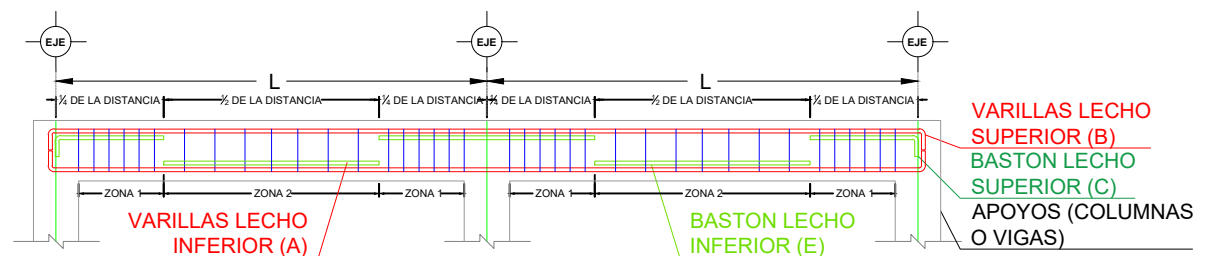 EJE EJE EJE
L L
¼ DE LA DISTANCIA ½ DE LA DISTANCIA ¼ DE LA DISTANCIA ¼ DE LA DISTANCIA ½ DE LA DISTANCIA ¼ DE LA DISTANCIA
VARILLAS LECHO
SUPERIOR (B)
BASTON LECHO
SUPERIOR (C)
APOYOS (COLUMNAS
O VIGAS)
ZONA 1 ZONA 2 ZONA 1 ZONA 1 ZONA 2 ZONA 1
VARILLAS LECHO
INFERIOR (A)
BASTON LECHO
INFERIOR (E)